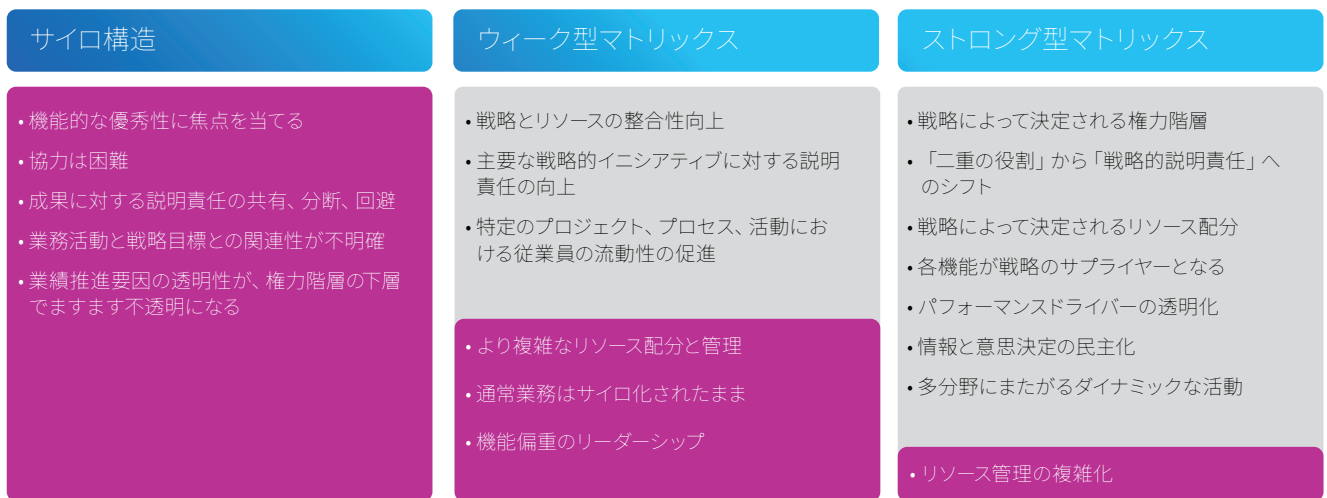 サイロ構造
• 機能的な優秀性に焦点を当てる
• 協力は困難
• 成果に対する説明責任の共有、分断、回避
• 業務活動と戦略目標との関連性が不明確
• 業績推進要因の透明性が、権力階層の下層
でますます不透明になる
ウィーク型マトリックス
• 戦略とリソースの整合性向上
• 主要な戦略的イニシアティブに対する説明
責任の向上
• 特定のプロジェクト、プロセス、活動にお
ける従業員の流動性の促進
• より複雑なリソース配分と管理
• 通常業務はサイロ化されたまま
• 機能偏重のリーダーシップ
ストロング型マトリックス
• 戦略によって決定される権力階層
• 「二重の役割」から「戦略的説明責任」へ
のシフト
• 戦略によって決定されるリソース配分
• 各機能が戦略のサプライヤーとなる
• パフォーマンスドライバーの透明化
• 情報と意思決定の民主化
• 多分野にまたがるダイナミックな活動
• リソース管理の複雑化